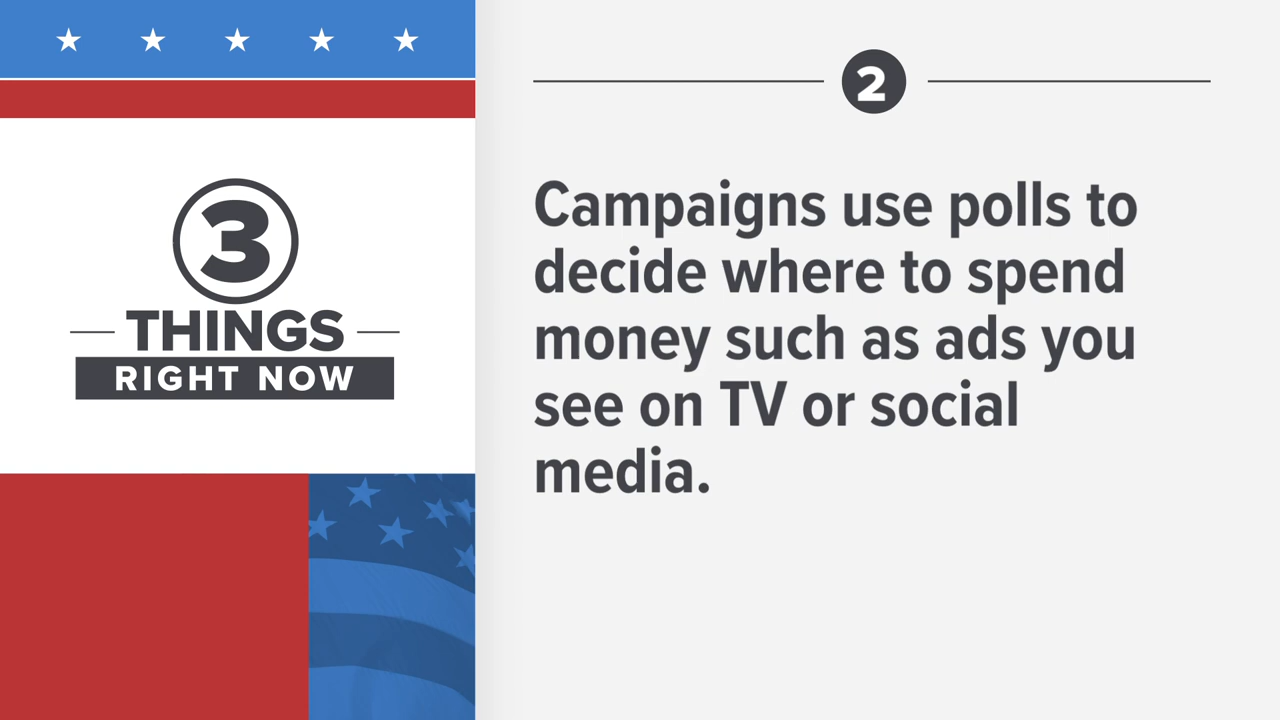 3
THINGS
RIGHT NOW
2
Campaigns use polls to
decide where to spend
money such as ads you
see on TV or social
media.